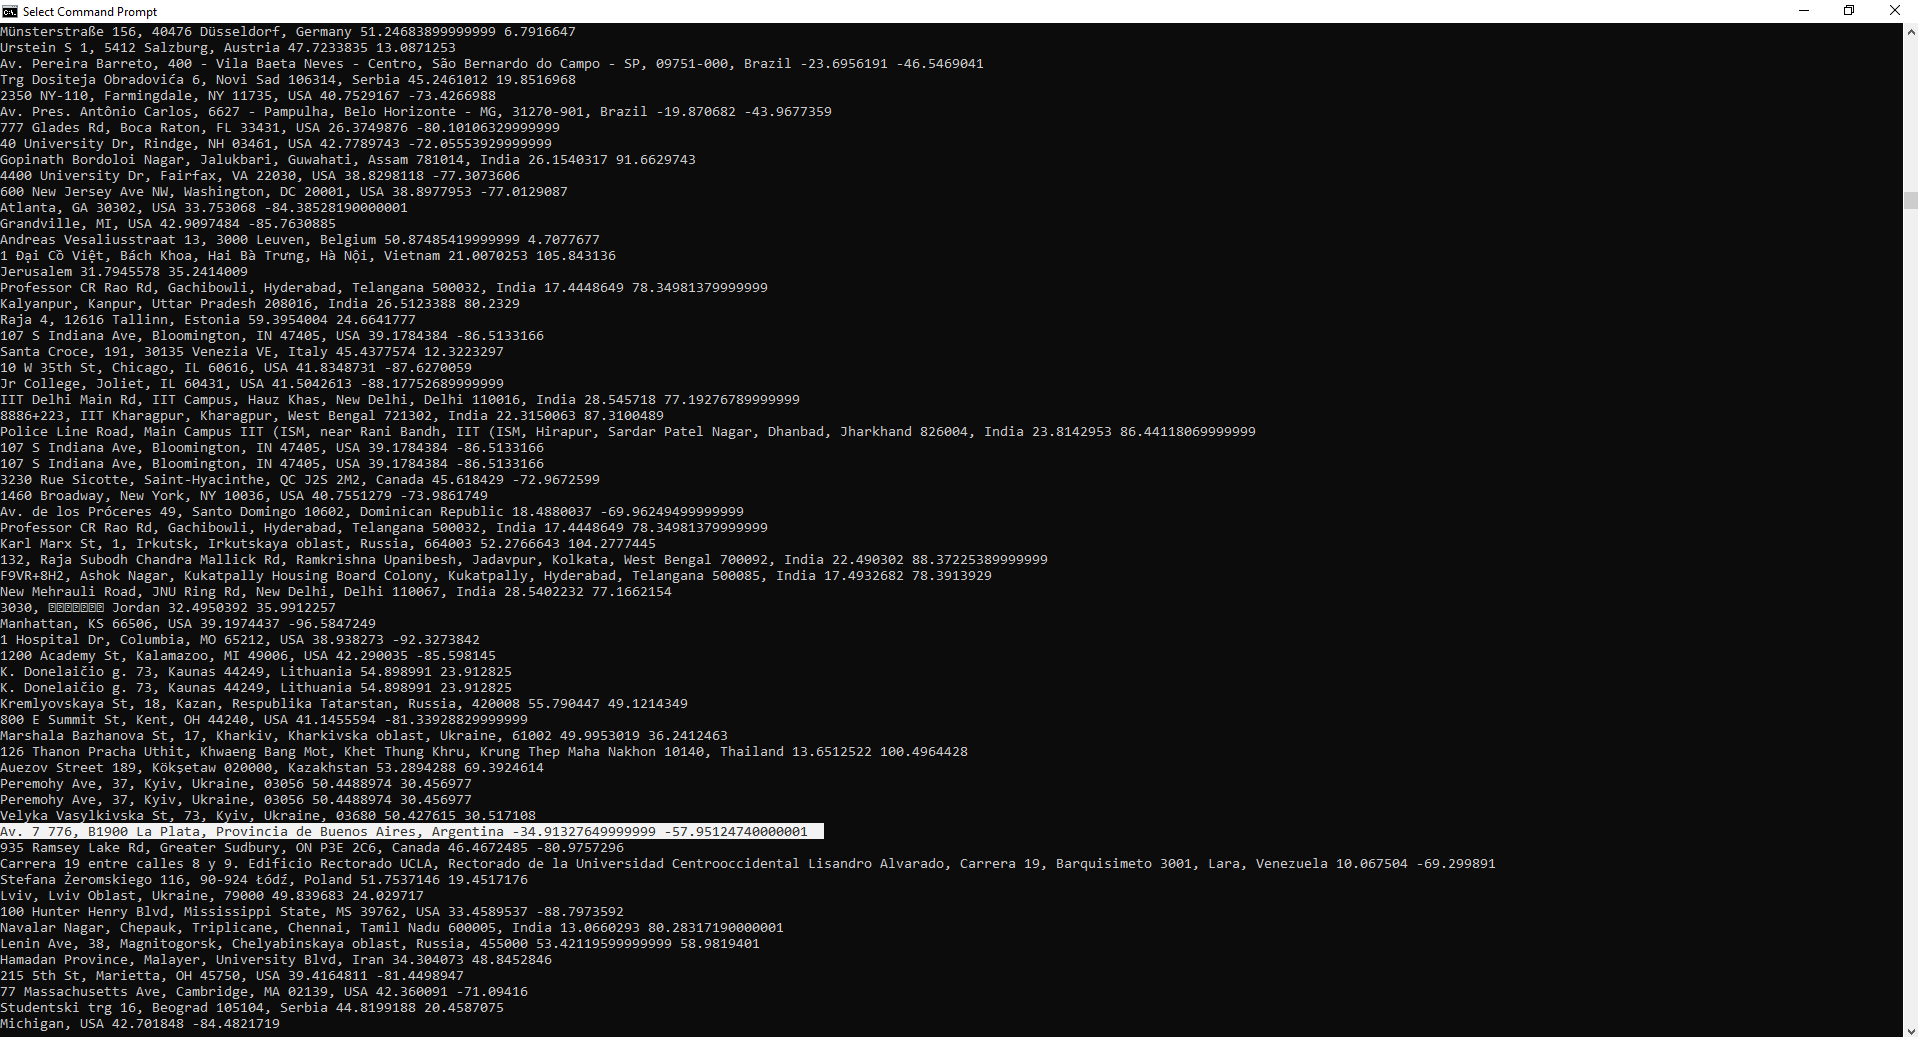 Select Command Prompt
Münsterstraße 156, 40476 Düsseldorf, Germany 51.24683899999999 6.7916647
Urstein S 1, 5412 Salzburg, Austria 47.7233835 13.0871253
Av. Pereira Barreto, 400 - Vila Baeta Neves - Centro, São Bernardo do Campo - SP, 09751-000, Brazil -23.6956191 -46.5469041
Trg Dositeja Obradovića 6, Novi Sad 106314, Serbia 45.2461012 19.8516968
2350 NY-110, Farmingdale, NY 11735, USA 40.7529167 -73.4266988
Av. Pres. Antônio Carlos, 6627 - Pampulha, Belo Horizonte - MG, 31270-901, Brazil -19.870682 -43.9677359
777 Glades Rd, Boca Raton, FL 33431, USA 26.3749876 -80.10106329999999
40 University Dr, Rindge, NH 03461, USA 42.7789743 -72.05553929999999
Gopinath Bordoloi Nagar, Jalukbari, Guwahati, Assam 781014, India 26.1540317 91.6629743
4400 University Dr, Fairfax, VA 22030, USA 38.8298118 -77.3073606
600 New Jersey Ave NW, Washington, DC 20001, USA 38.8977953 -77.0129087
Atlanta, GA 30302, USA 33.753068 -84.38528190000001
Grandville, MI, USA 42.9097484 -85.7630885
Andreas Vesaliusstraat 13, 3000 Leuven, Belgium 50.87485419999999 4.7077677
1 Đại Cồ Việt, Bách Khoa, Hai Bà Trưng, Hà Nội, Vietnam 21.0070253 105.843136
Jerusalem 31.7945578 35.2414009
Professor CR Rao Rd, Gachibowli, Hyderabad, Telangana 500032, India 17.4448649 78.34981379999999
Kalyanpur, Kanpur, Uttar Pradesh 208016, India 26.5123388 80.2329
Raja 4, 12616 Tallinn, Estonia 59.3954004 24.6641777
107 S Indiana Ave, Bloomington, IN 47405, USA 39.1784384 -86.5133166
Santa Croce, 191, 30135 Venezia VE, Italy 45.4377574 12.3223297
10 W 35th St, Chicago, IL 60616, USA 41.8348731 -87.6270059
Jr College, Joliet, IL 60431, USA 41.5042613 -88.17752689999999
IIT Delhi Main Rd, IIT Campus, Hauz Khas, New Delhi, Delhi 110016, India 28.545718 77.19276789999999
8886+223, IIT Kharagpur, Kharagpur, West Bengal 721302, India 22.3150063 87.3100489
Police Line Road, Main Campus IIT (ISM, near Rani Bandh, IIT (ISM, Hirapur, Sardar Patel Nagar, Dhanbad, Jharkhand 826004, India 23.8142953 86.44118069999999
107 S Indiana Ave, Bloomington, IN 47405, USA 39.1784384 -86.5133166
107 S Indiana Ave, Bloomington, IN 47405, USA 39.1784384 -86.5133166
3230 Rue Sicotte, Saint-Hyacinthe, QC J2S 2M2, Canada 45.618429 -72.9672599
1460 Broadway, New York, NY 10036, USA 40.7551279 -73.9861749
Av. de los Próceres 49, Santo Domingo 10602, Dominican Republic 18.4880037 -69.96249499999999
Professor CR Rao Rd, Gachibowli, Hyderabad, Telangana 500032, India 17.4448649 78.34981379999999
Karl Marx St, 1, Irkutsk, Irkutskaya oblast, Russia, 664003 52.2766643 104.2777445
132, Raja Subodh Chandra Mallick Rd, Ramkrishna Upanibesh, Jadavpur, Kolkata, West Bengal 700092, India 22.490302 88.37225389999999
F9VR+8H2, Ashok Nagar, Kukatpally Housing Board Colony, Kukatpally, Hyderabad, Telangana 500085, India 17.4932682 78.3913929
New Mehrauli Road, JNU Ring Rd, New Delhi, Delhi 110067, India 28.5402232 77.1662154
3030, Jordan 32.4950392 35.9912257
Manhattan, KS 66506, USA 39.1974437 -96.5847249
1 Hospital Dr, Columbia, MO 65212, USA 38.938273 -92.3273842
1200 Academy St, Kalamazoo, MI 49006, USA 42.290035 -85.598145
K. Donelaičio g. 73, Kaunas 44249, Lithuania 54.898991 23.912825
K. Donelaičio g. 73, Kaunas 44249, Lithuania 54.898991 23.912825
Kremlyovskaya St, 18, Kazan, Respublika Tatarstan, Russia, 420008 55.790447 49.1214349
800 E Summit St, Kent, OH 44240, USA 41.1455594 -81.33928829999999
Marshala Bazhanova St, 17, Kharkiv, Kharkivska oblast, Ukraine, 61002 49.9953019 36.2412463
126 Thanon Pracha Uthit, Khwaeng Bang Mot, Khet Thung Khru, Krung Thep Maha Nakhon 10140, Thailand 13.6512522 100.4964428
Auezov Street 189, Kökşetaw 020000, Kazakhstan 53.2894288 69.3924614
Peremohy Ave, 37, Kyiv, Ukraine, 03056 50.4488974 30.456977
Peremohy Ave, 37, Kyiv, Ukraine, 03056 50.4488974 30.456977
Velyka Vasylkivska St, 73, Kyiv, Ukraine, 03680 50.427615 30.517108
Av. 7 776, B1900 La Plata, Provincia de Buenos Aires, Argentina -34.91327649999999 -57.95124740000001
935 Ramsey Lake Rd, Greater Sudbury, ON P3E 2C6, Canada 46.4672485 -80.9757296
Carrera 19 entre calles 8 y 9. Edificio Rectorado UCLA, Rectorado de la Universidad Centrooccidental Lisandro Alvarado, Carrera 19, Barquisimeto 3001, Lara, Venezuela 10.067504 -69.299891
Stefana Żeromskiego 116, 90-924 Łódź, Poland 51.7537146 19.4517176
Lviv, Lviv Oblast, Ukraine, 79000 49.839683 24.029717
100 Hunter Henry Blvd, Mississippi State, MS 39762, USA 33.4589537 -88.7973592
Navalar Nagar, Chepauk, Triplicane, Chennai, Tamil Nadu 600005, India 13.0660293 80.28317190000001
Lenin Ave, 38, Magnitogorsk, Chelyabinskaya oblast, Russia, 455000 53.42119599999999 58.9819401
Hamadan Province, Malayer, University Blvd, Iran 34.304073 48.8452846
215 5th St, Marietta, OH 45750, USA 39.4164811 -81.4498947
77 Massachusetts Ave, Cambridge, MA 02139, USA 42.360091 -71.09416
Studentski trg 16, Beograd 105104, Serbia 44.8199188 20.4587075
Michigan, USA 42.701848 -84.4821719